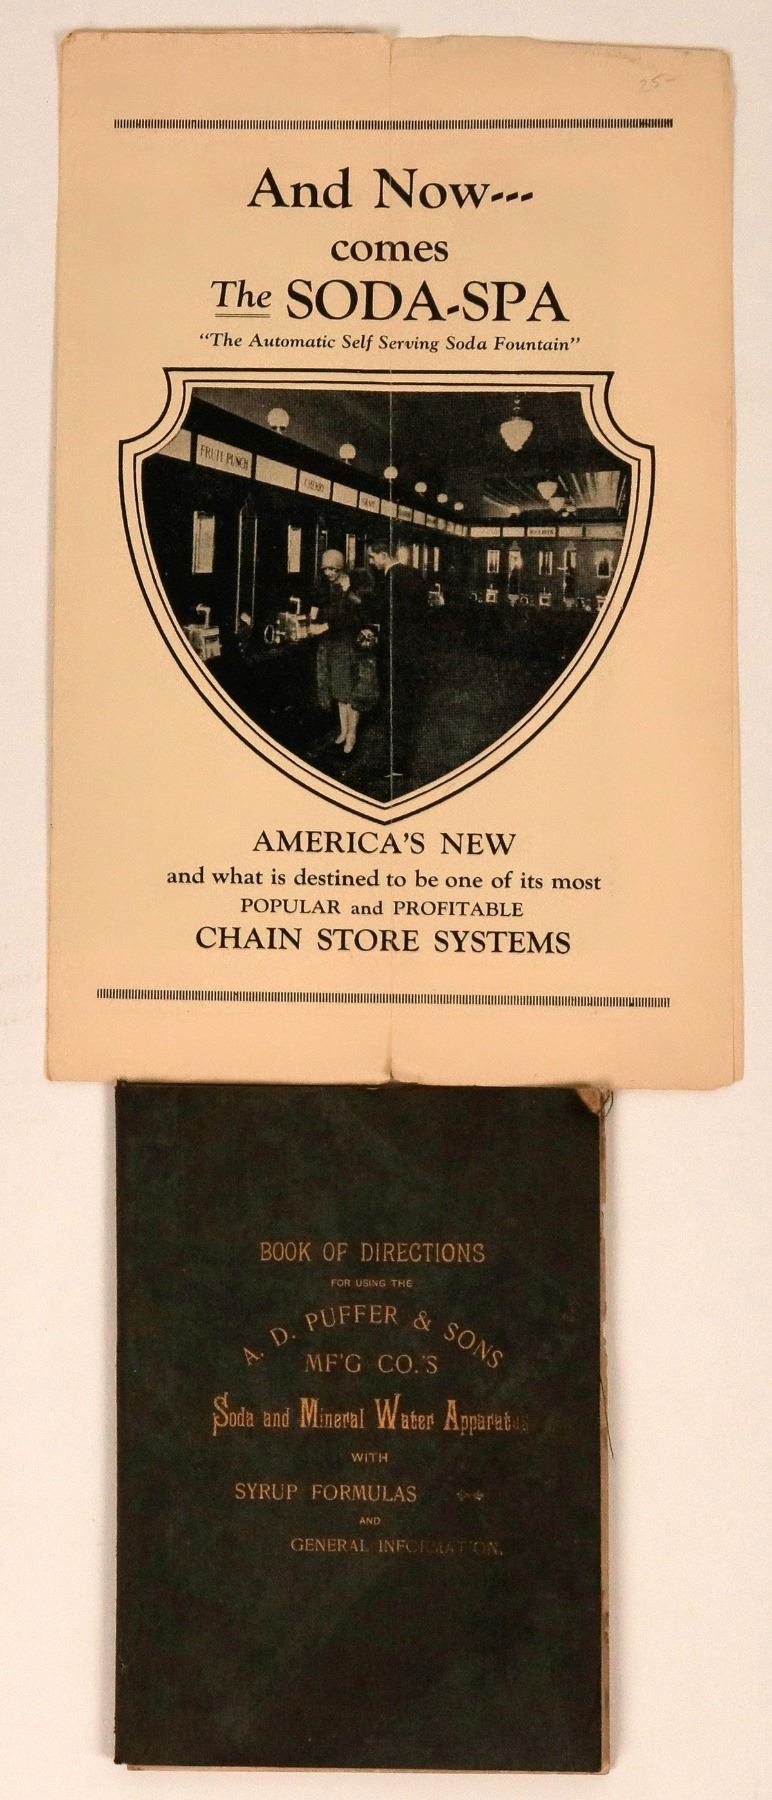 25-
And Now---
comes
The SODA-SPA
"The Automatic Self Serving Soda Fountain"
FRUIT PUNCH
CHERRY
AMERICA'S NEW
and what is destined to be one of its most
POPULAR and PROFITABLE
CHAIN STORE SYSTEMS
BOOK OF DIRECTIONS
FOR USING THE
A. D. PUFFER & SONS
MF'G CO.'S
Soda and Mineral Water Apparatus
WITH
SYRUP FORMULAS
AND
GENERAL INFORMATION.